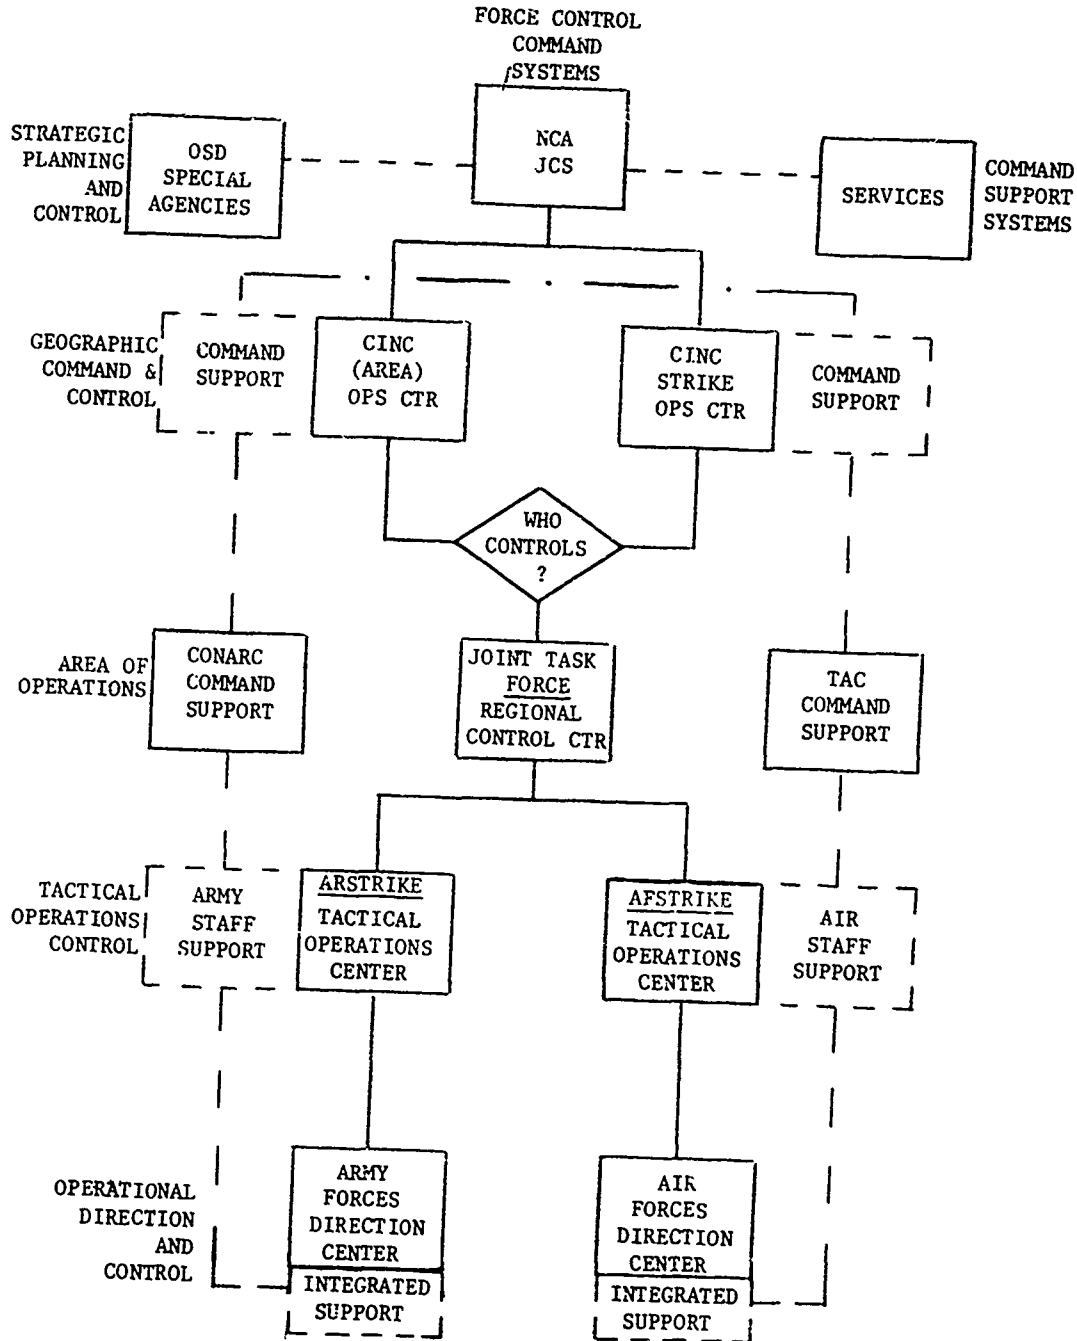 FORCE CONTROL
COMMAND
SYSTEMS
STRATEGIC
PLANNING
AND
CONTROL
OSD
SPECIAL
AGENCIES
NCA
JCS
SERVICES
COMMAND
SUPPORT
SYSTEMS
GEOGRAPHIC
COMMAND &
CONTROL
COMMAND
SUPPORT
CINC
(AREA)
OPS CTR
CINC
STRIKE
OPS CTR
COMMAND
SUPPORT
WHO
CONTROLS
?
AREA OF
OPERATIONS
CONARC
COMMAND
SUPPORT
JOINT TASK
FORCE
REGIONAL
CONTROL CTR
TAC
COMMAND
SUPPORT
TACTICAL
OPERATIONS
CONTROL
ARMY
STAFF
SUPPORT
ARSTRIKE
TACTICAL
OPERATIONS
CENTER
AFSTRIKE
TACTICAL
OPERATIONS
CENTER
AIR
STAFF
SUPPORT
OPERATIONAL
DIRECTION
AND
CONTROL
ARMY
FORCES
DIRECTION
CENTER
INTEGRATED
SUPPORT
AIR
FORCES
DIRECTION
CENTER
INTEGRATED
SUPPORT